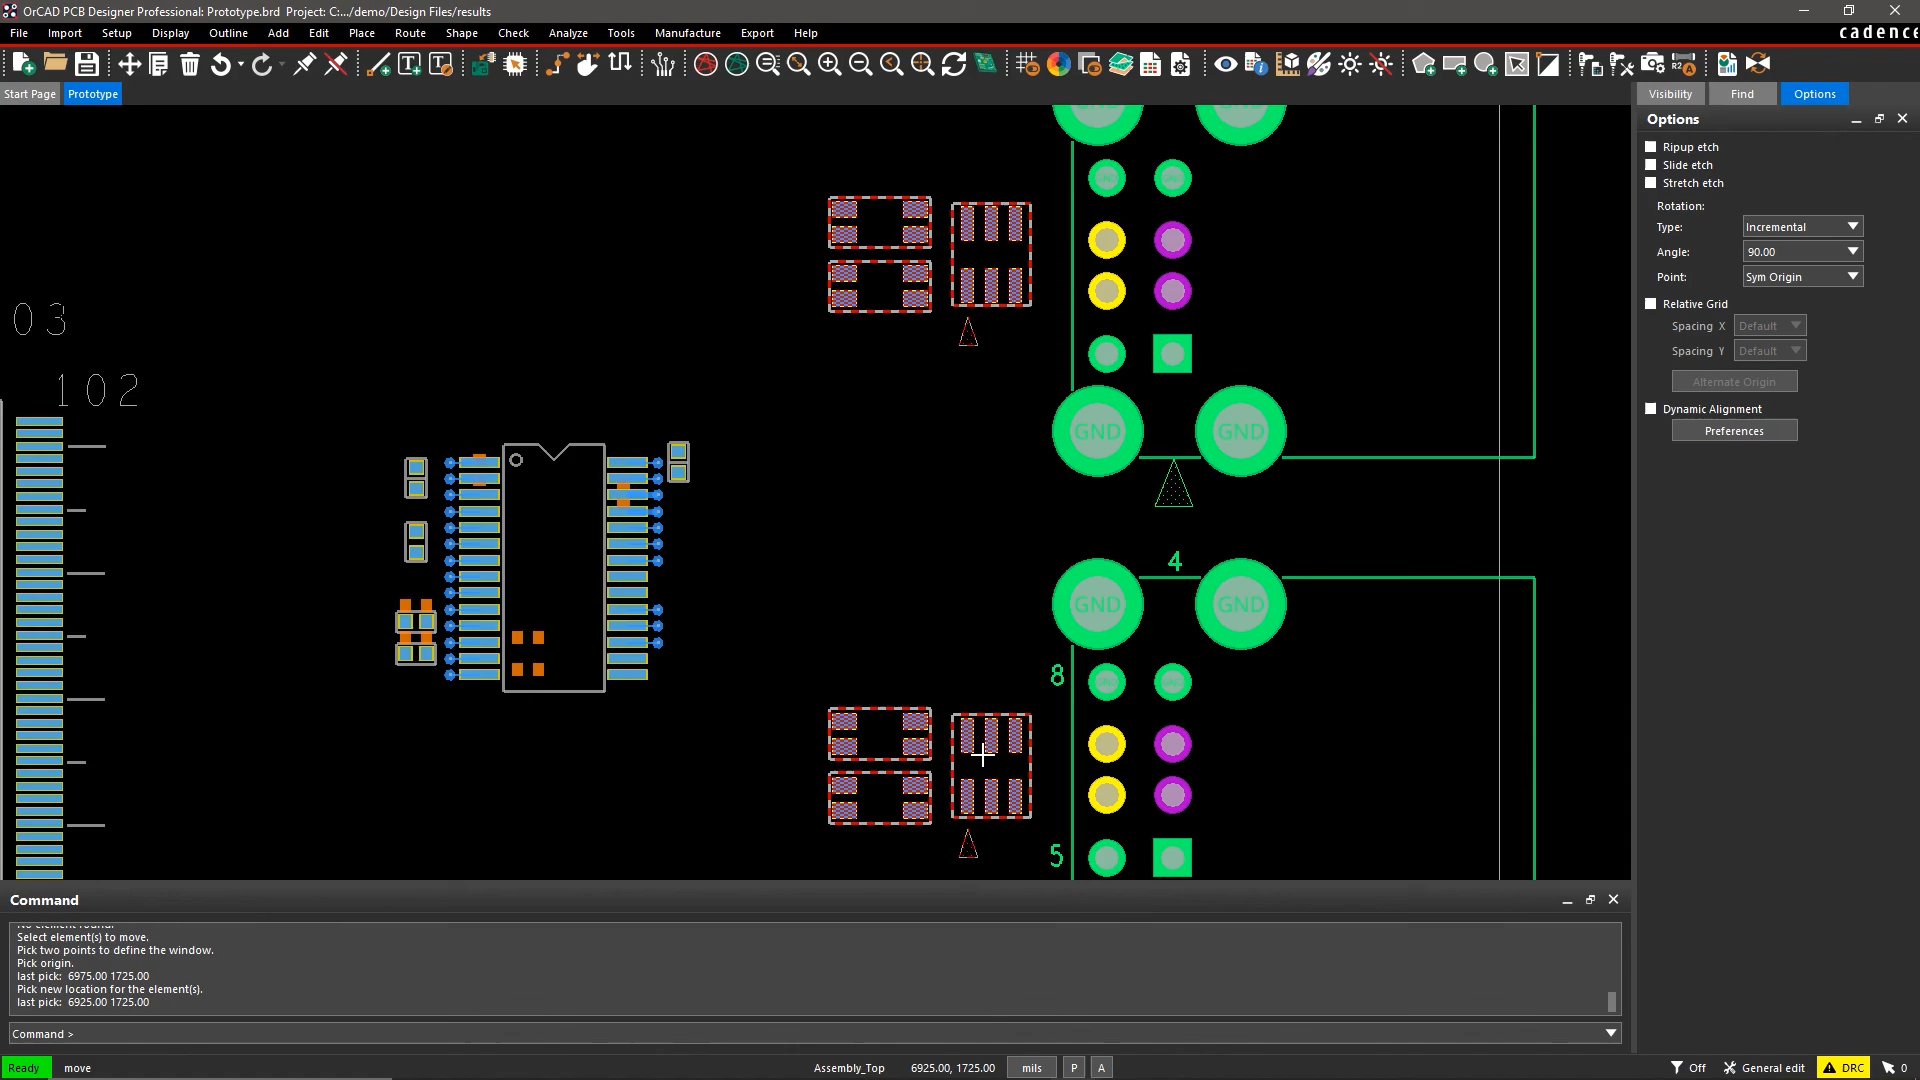 OrCAD PCB Designer Professional: Prototype.brd  Project: C:.../demo/Design Files/results
File Import Setup Display Outline Add Edit Place Route Shape Check Analyze Tools Manufacture Export Help
cadence
Start Page Prototype
Visibility Find Options
Options
Ripup etch
Slide etch
Stretch etch
Rotation:
Type: Incremental
Angle: 90.00
Point: Sym Origin
Relative Grid
Spacing X Default
Spacing Y Default
Alternate Origin
Dynamic Alignment
Preferences
03
102
GND GND
4
GND GND
8
5
Command
No element found.
Select element(s) to move.
Pick two points to define the window.
Pick origin.
last pick:  6975.00 1725.00
Pick new location for the element(s).
last pick:  6925.00 1725.00
Command >
Ready move Assembly_Top 6925.00, 1725.00 mils P A Off General edit DRC 0